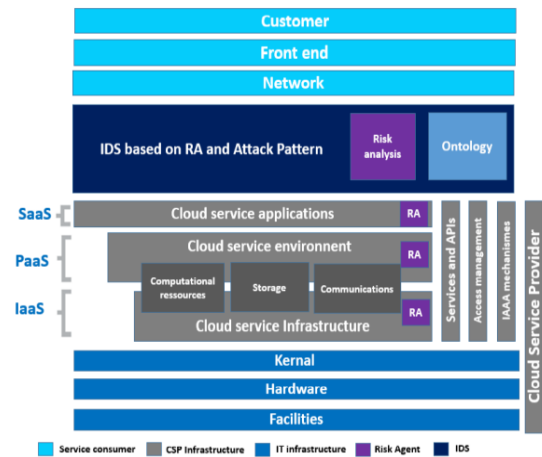 Customer
Front end
Network
IDS based on RA and Attack Pattern
Risk
analysis
Ontology
SaaS
Cloud service applications
RA
PaaS
Cloud service environnent
RA
Computational
ressources
Storage
Communications
IaaS
Cloud service Infrastructure
RA
Services and APIs
Access management
IAAA mechanismes
Cloud Service Provider
Kernal
Hardware
Facilities
Service consumer
CSP Infrastructure
IT infrastructure
Risk Agent
IDS